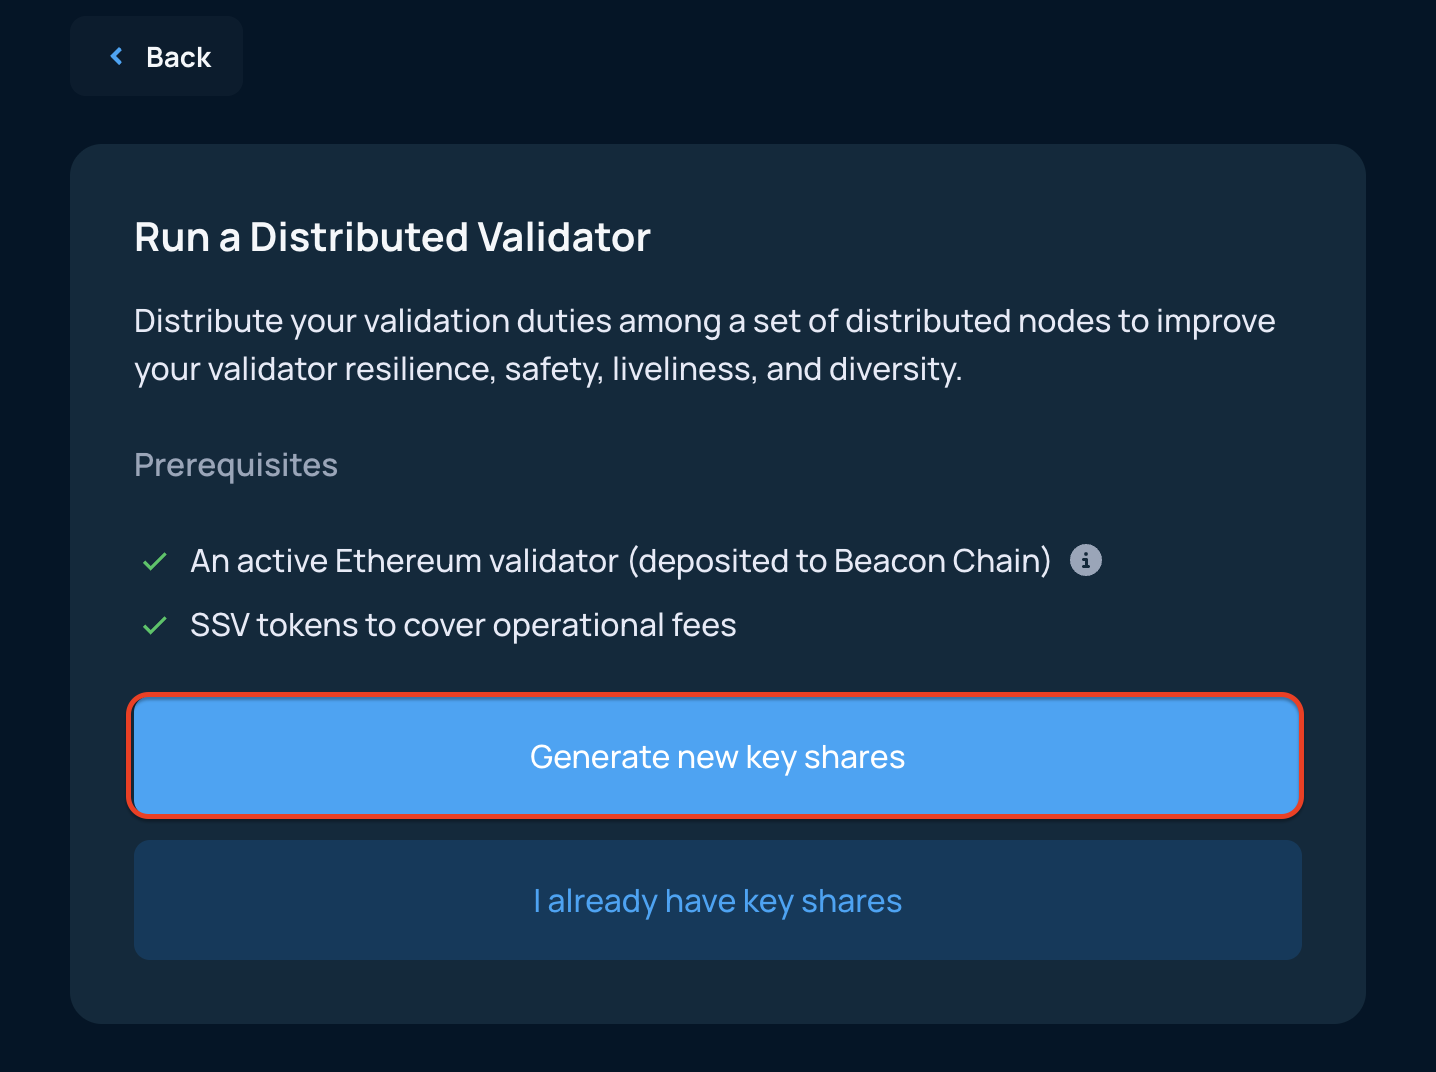 Back
Run a Distributed Validator
Distribute your validation duties among a set of distributed nodes to improve
your validator resilience, safety, liveliness, and diversity.
Prerequisites
An active Ethereum validator (deposited to Beacon Chain)
SSV tokens to cover operational fees
Generate new key shares
I already have key shares